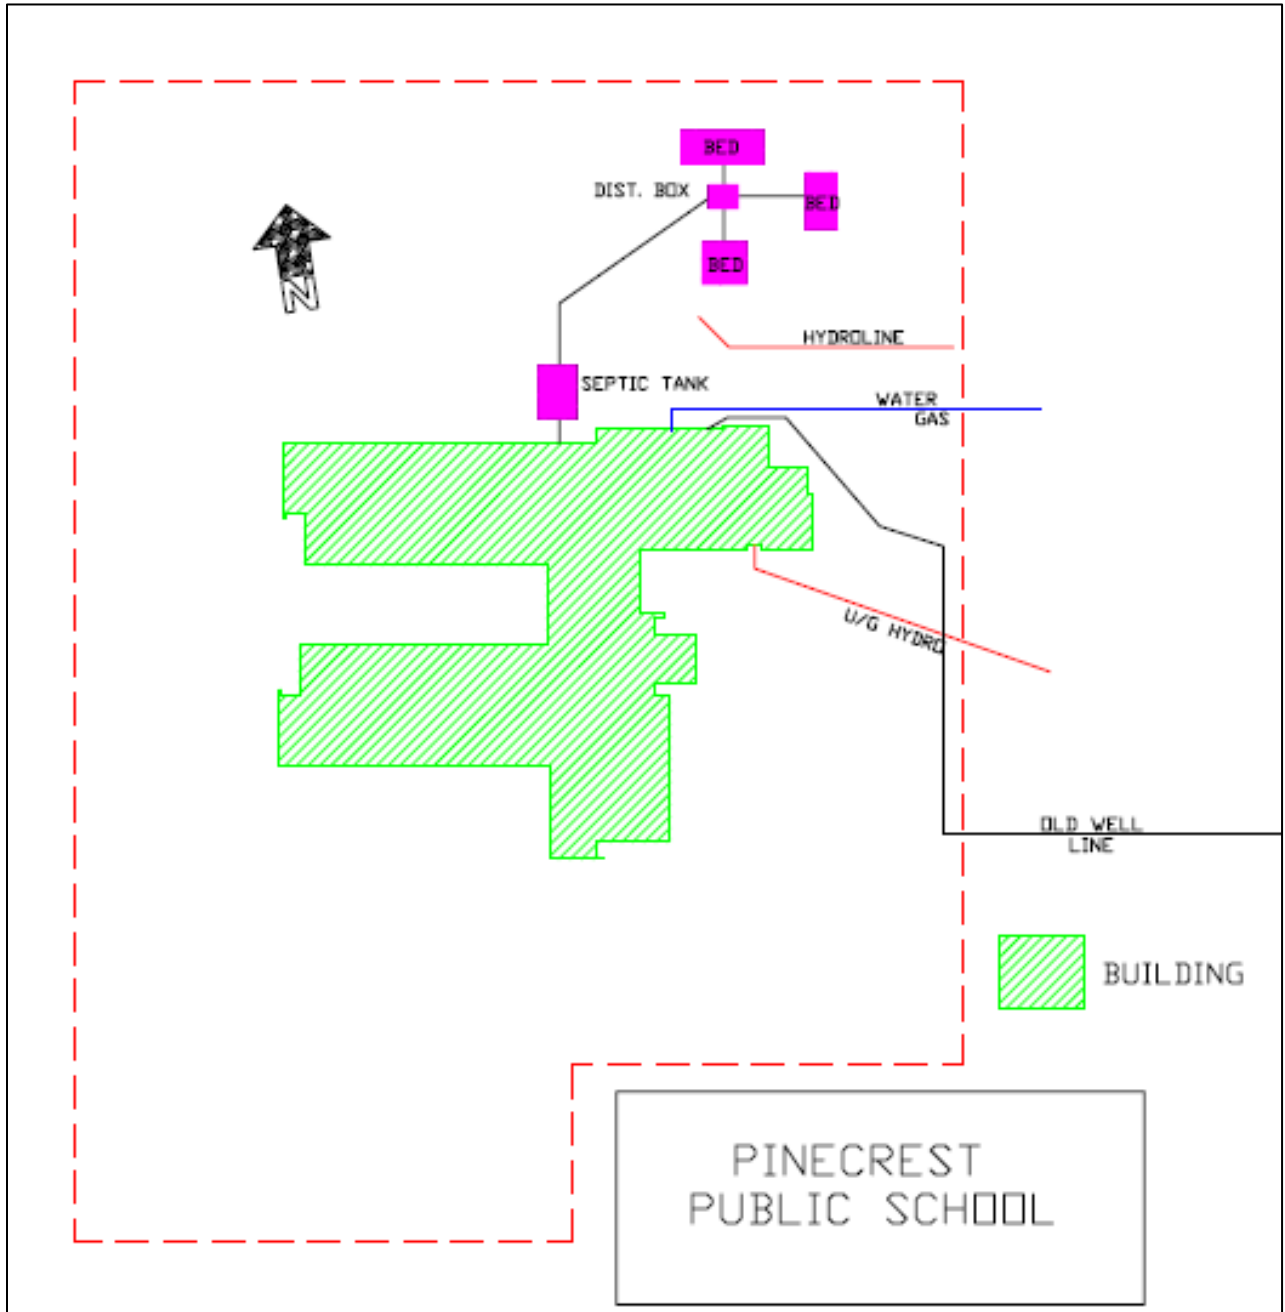 BED
DIST. BOX
BED
BED
N
HYDROLINE
SEPTIC TANK
WATER
GAS
U/G HYDRO
OLD WELL
LINE
BUILDING
PINECREST
PUBLIC SCHOOL